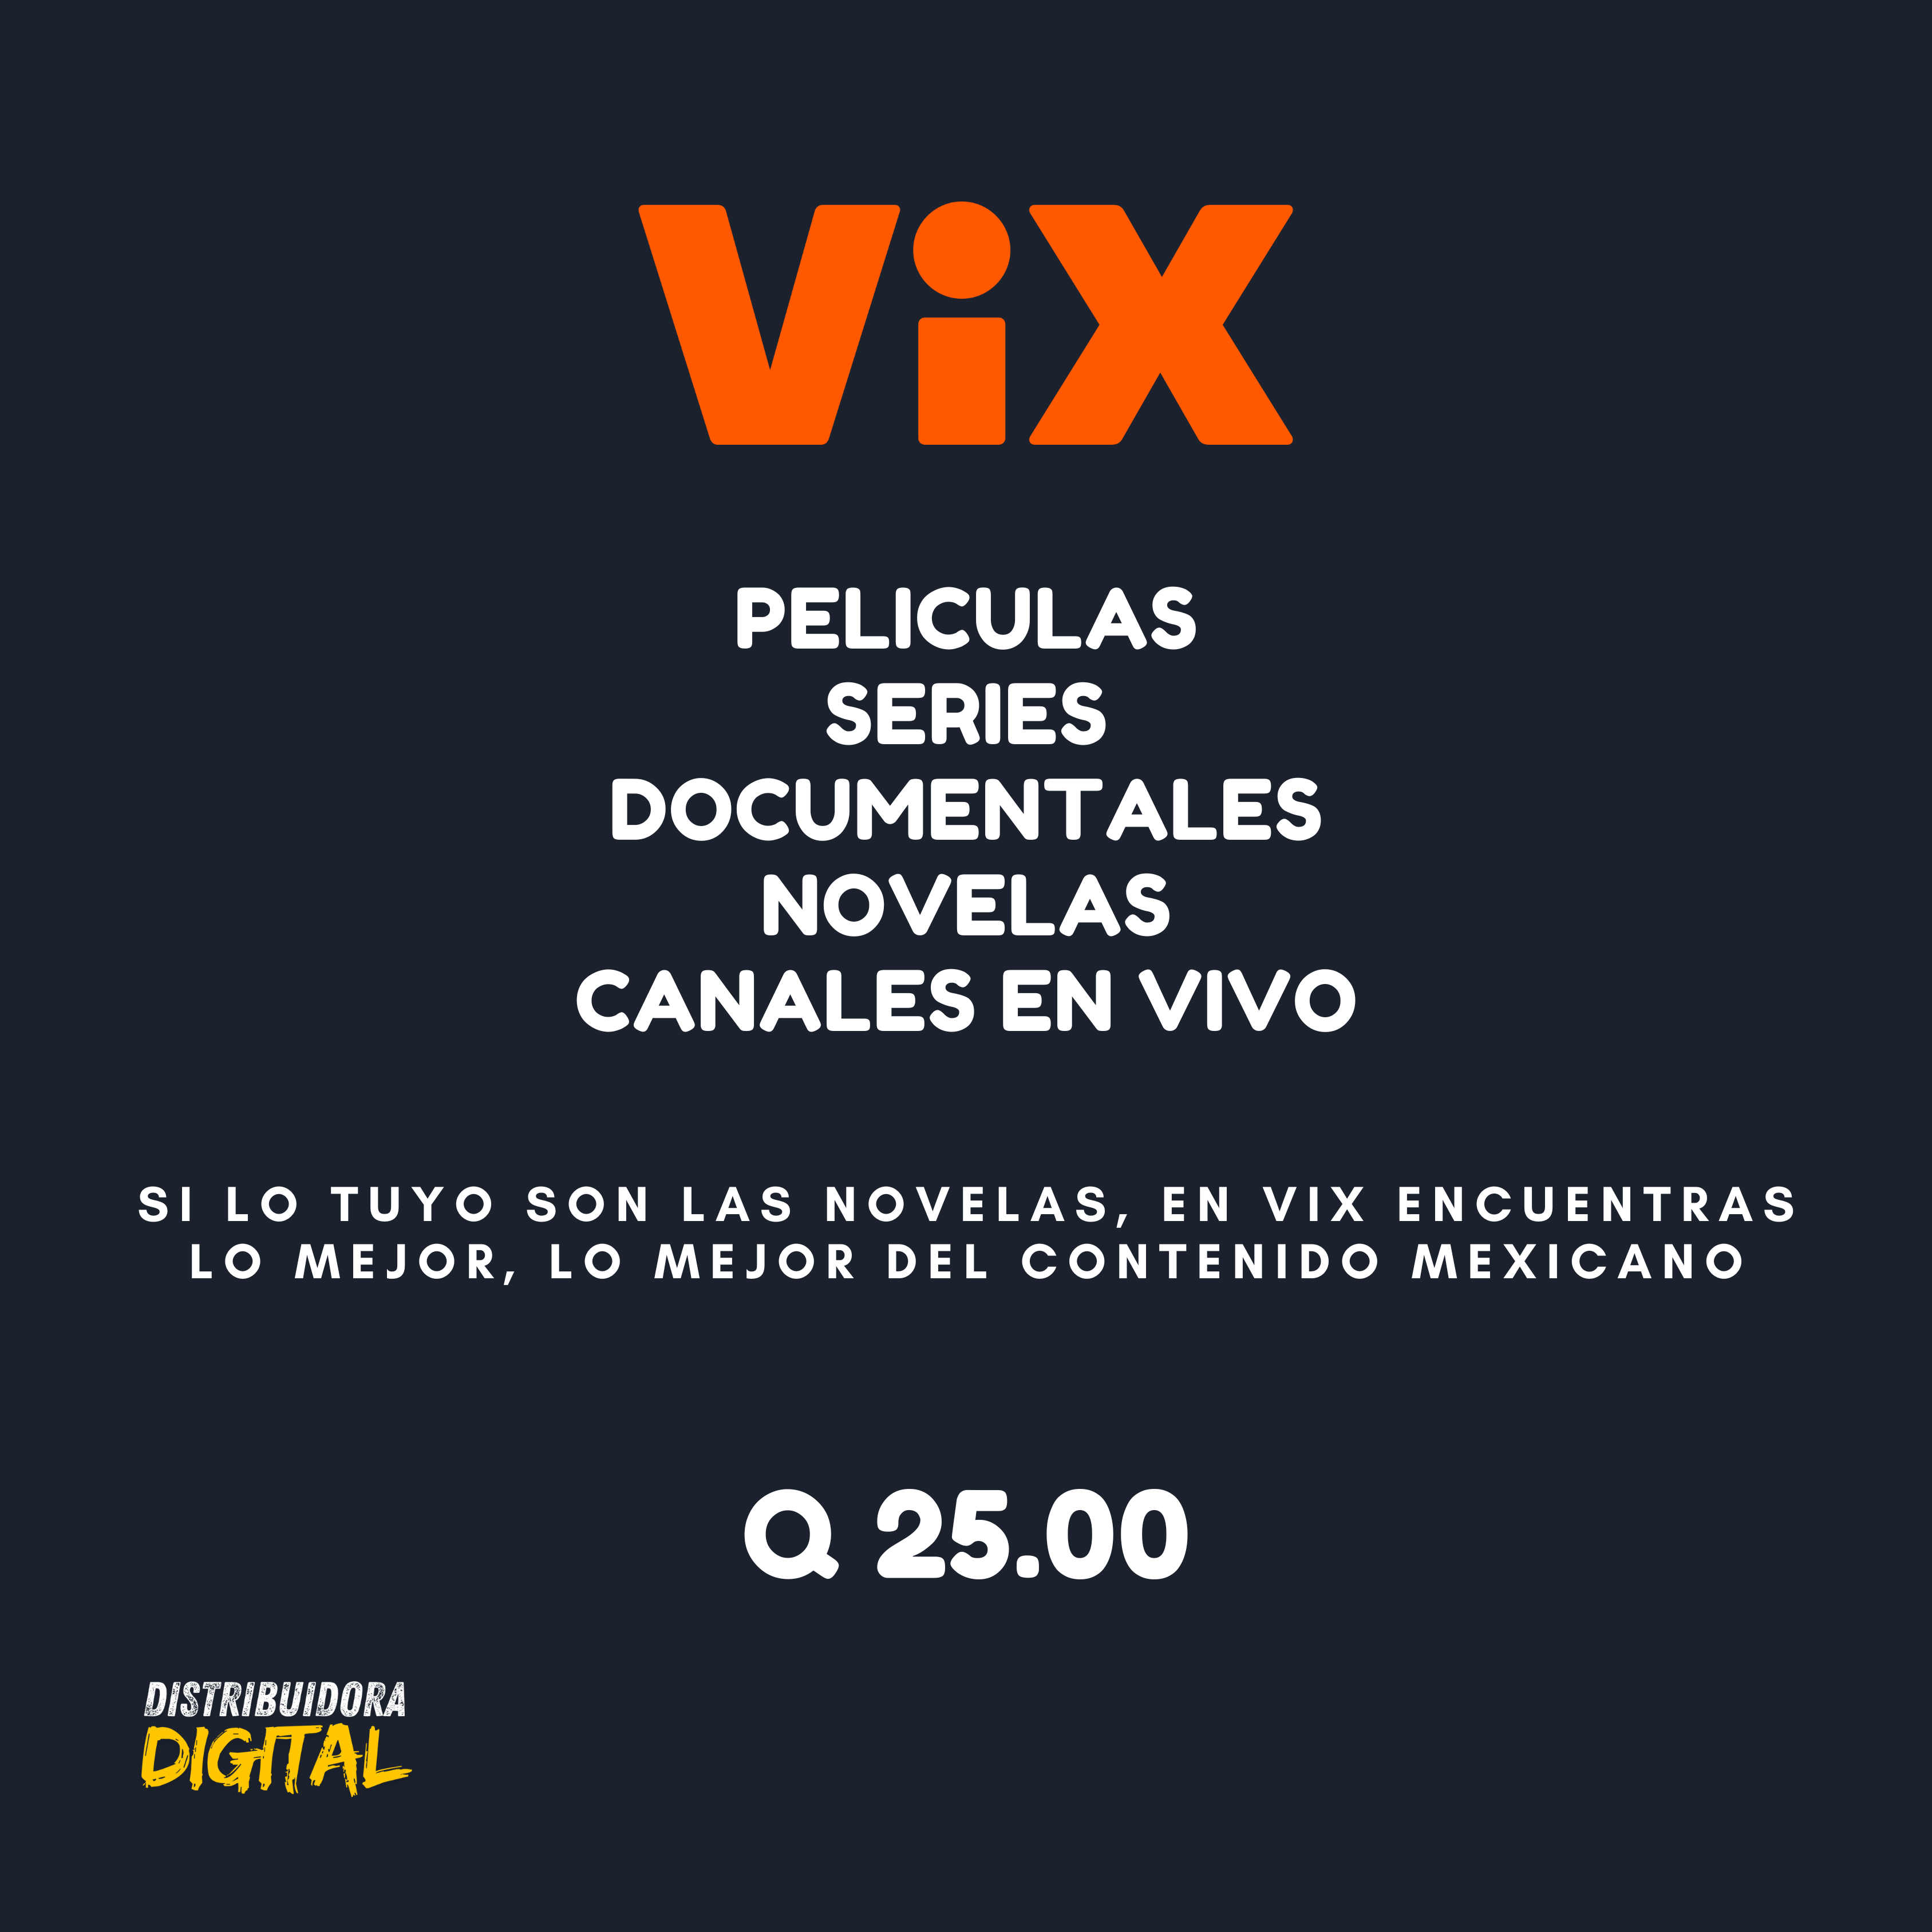 ViX
PELICULAS
SERIES
DOCUMENTALES
NOVELAS
CANALES EN VIVO
SI LO TUYO SON LAS NOVELAS, EN VIX ENCUENTRAS
LO MEJOR, LO MEJOR DEL CONTENIDO MEXICANO
Q 25.00
DISTRIBUIDORA
DIGITAL